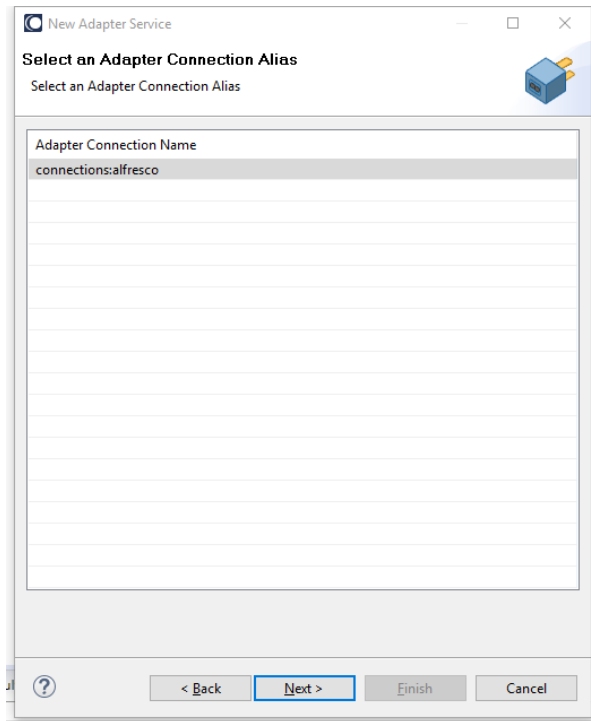 New Adapter Service
Select an Adapter Connection Alias
Select an Adapter Connection Alias
Adapter Connection Name
connections:alfresco
< Back Next > Finish Cancel